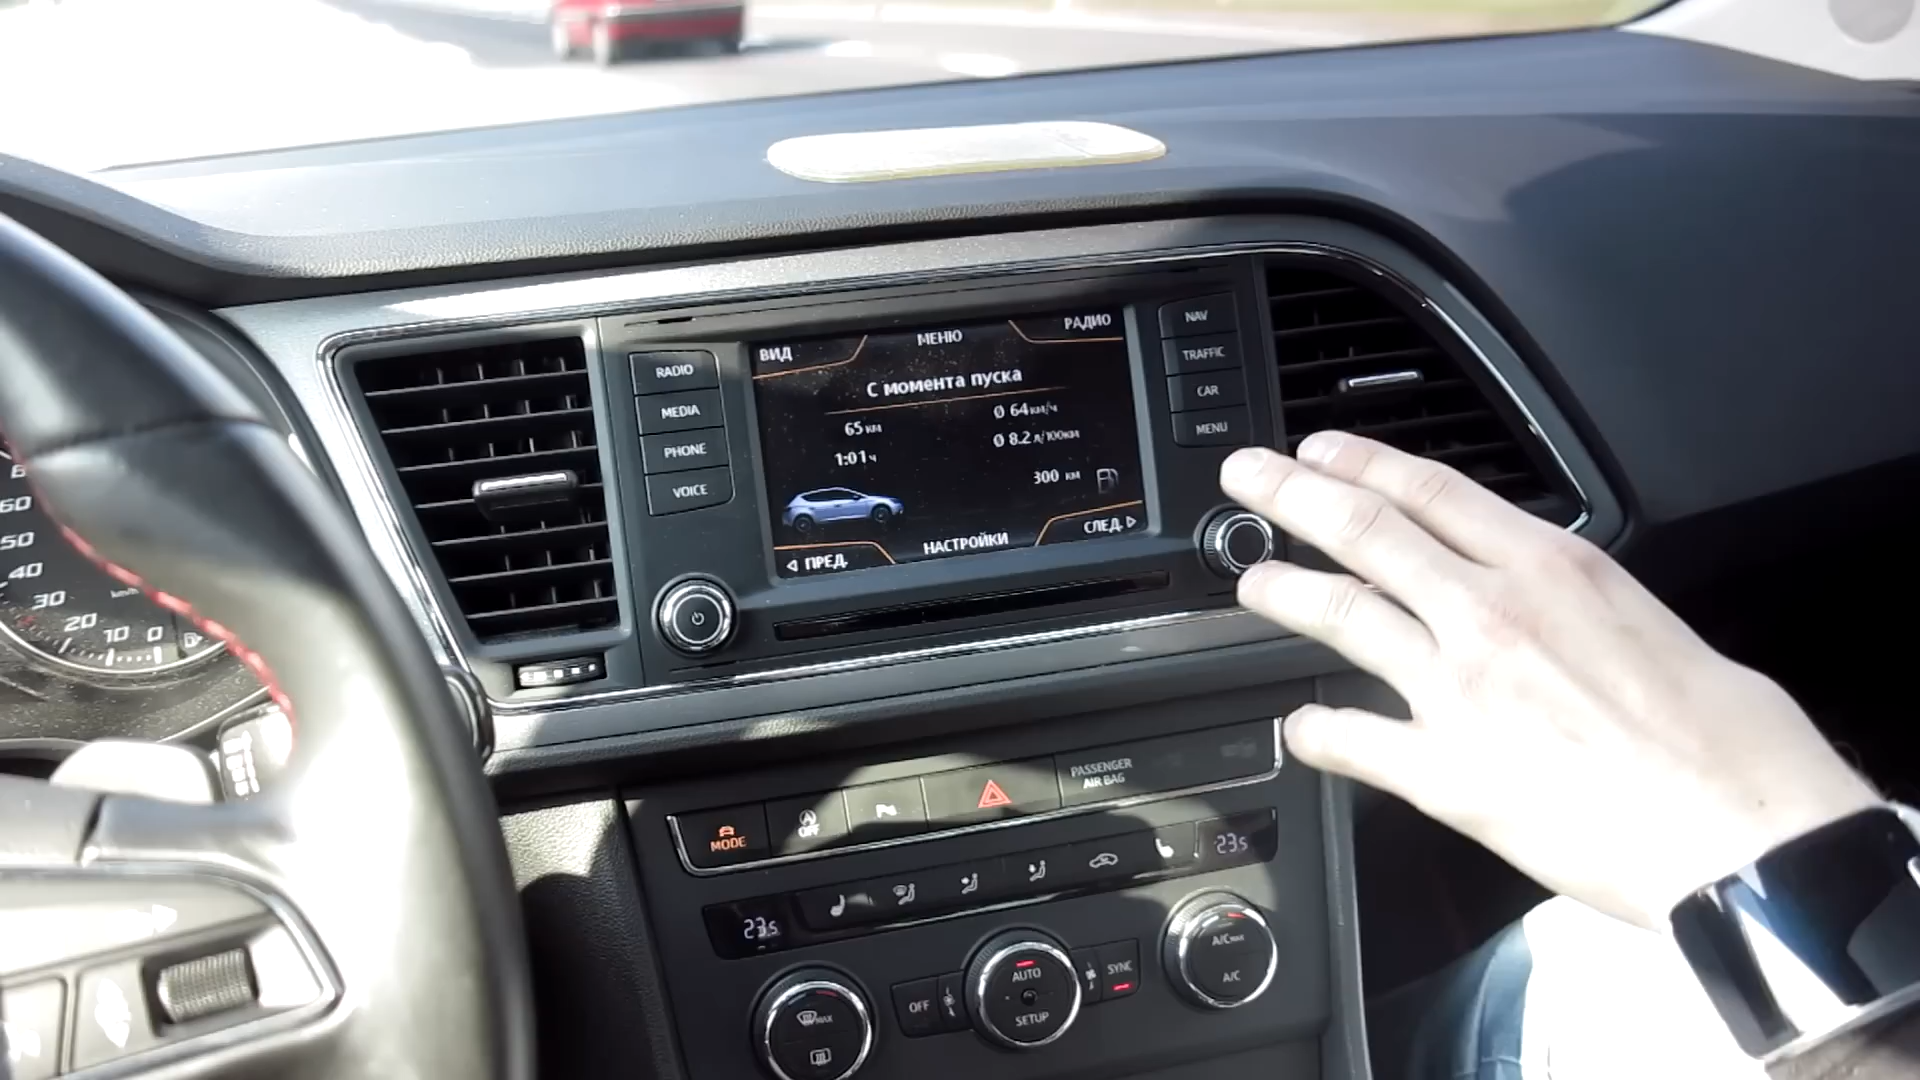 ВИД
МЕНЮ
РАДИО
С момента пуска
65 км
Ø 64 км/ч
1:01 ч
Ø 8.2 л/100км
300 км
ПРЕД.
НАСТРОЙКИ
СЛЕД.
RADIO
MEDIA
PHONE
VOICE
NAV
TRAFFIC
CAR
MENU
60
50
40
30
20
10
0
km/h
MODE
OFF
PASSENGER
AIR BAG
23.5
23.5
MAX
OFF
AUTO
SETUP
SYNC
A/C MAX
A/C